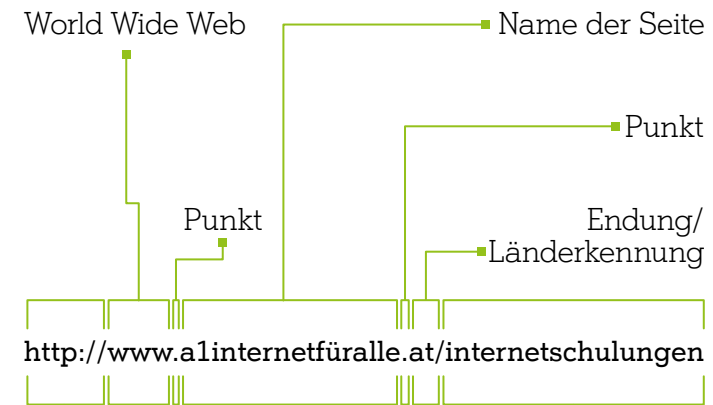 World Wide Web
Name der Seite
Punkt
Punkt
Endung/
Länderkennung
http://www.a1internetfüralle.at/internetschulungen